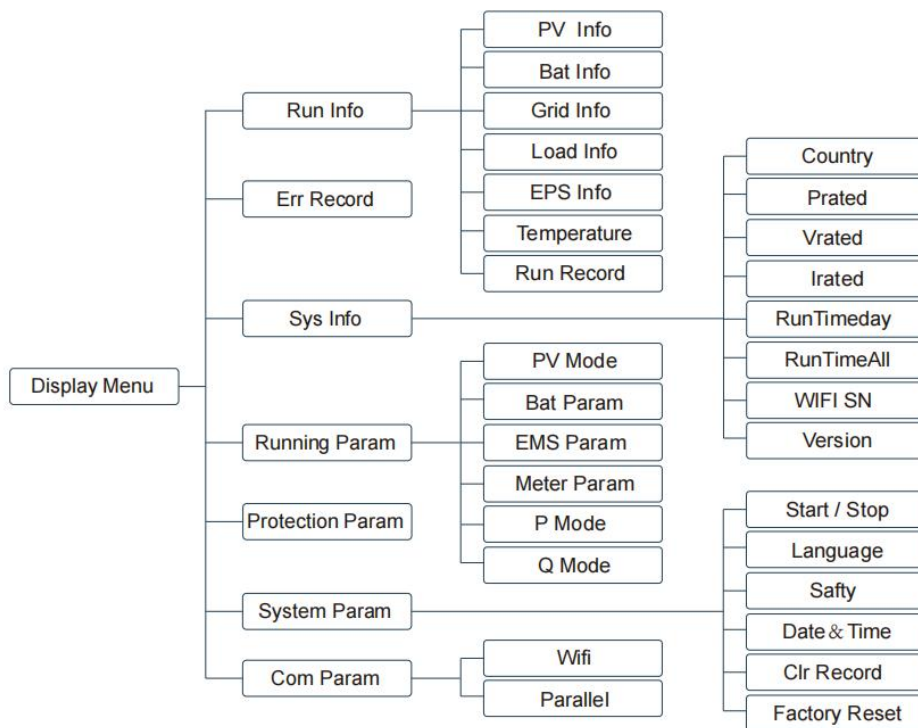 Display Menu
Run Info
PV Info
Bat Info
Grid Info
Load Info
EPS Info
Temperature
Run Record
Err Record
Sys Info
Country
Prated
Vrated
Irated
RunTimeday
RunTimeAll
WIFI SN
Version
Running Param
PV Mode
Bat Param
EMS Param
Meter Param
P Mode
Q Mode
Protection Param
System Param
Start / Stop
Language
Safty
Date & Time
Clr Record
Factory Reset
Com Param
Wifi
Parallel